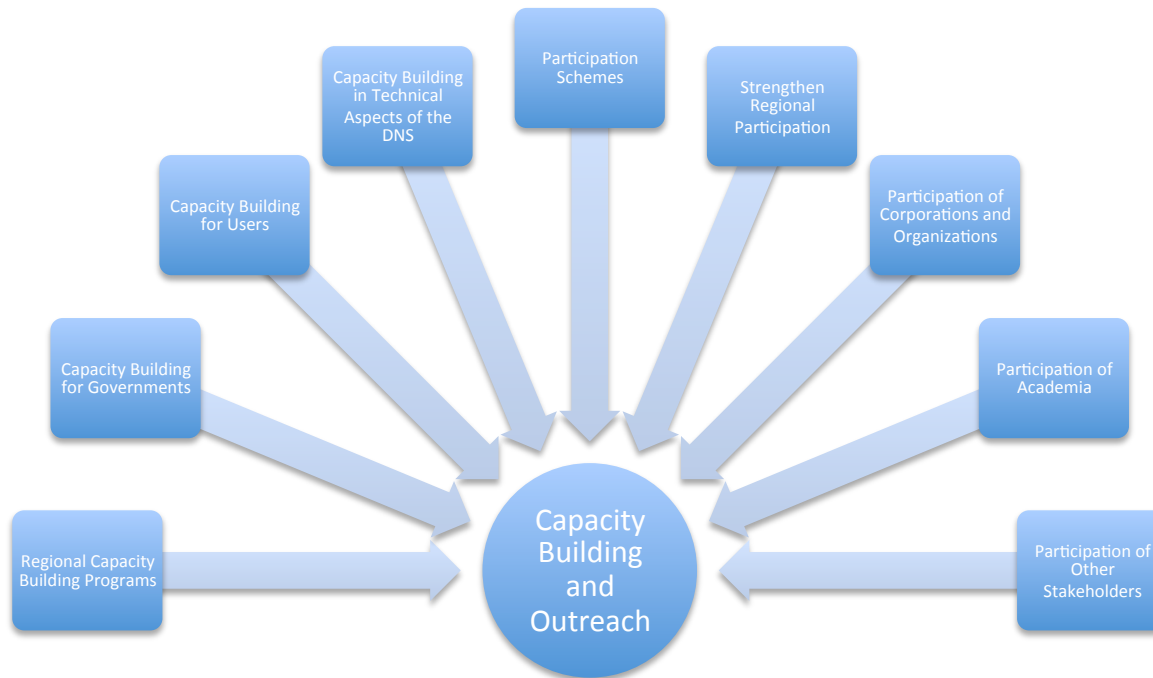 Participation
Schemes
Capacity Building
in Technical
Aspects of the
DNS
Strengthen
Regional
Participation
Capacity Building
for Users
Participation of
Corporations and
Organizations
Capacity Building
for Governments
Participation of
Academia
Regional Capacity
Building Programs
Capacity
Building
and
Outreach
Participation of
Other
Stakeholders